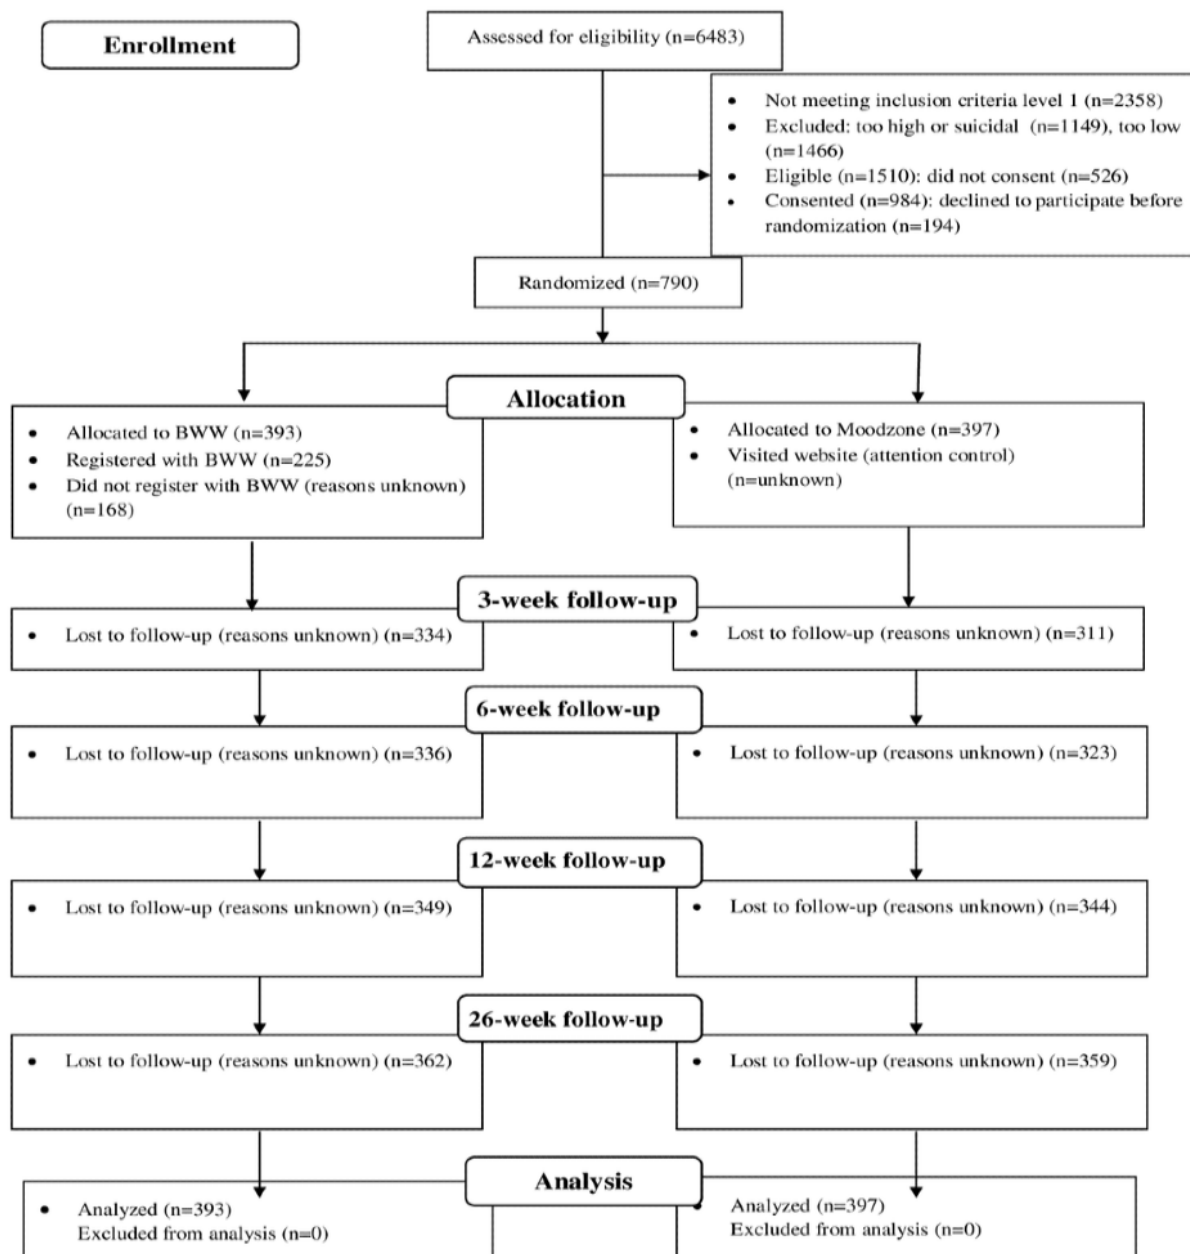 Enrollment
Assessed for eligibility (n=6483)
• Not meeting inclusion criteria level 1 (n=2358)
• Excluded: too high or suicidal (n=1149), too low
(n=1466)
• Eligible (n=1510): did not consent (n=526)
• Consented (n=984): declined to participate before
randomization (n=194)
Randomized (n=790)
Allocation
• Allocated to BWW (n=393)
• Registered with BWW (n=225)
• Did not register with BWW (reasons unknown)
(n=168)
• Allocated to Moodzone (n=397)
• Visited website (attention control)
(n=unknown)
3-week follow-up
• Lost to follow-up (reasons unknown) (n=334)
• Lost to follow-up (reasons unknown) (n=311)
6-week follow-up
• Lost to follow-up (reasons unknown) (n=336)
• Lost to follow-up (reasons unknown) (n=323)
12-week follow-up
• Lost to follow-up (reasons unknown) (n=349)
• Lost to follow-up (reasons unknown) (n=344)
26-week follow-up
• Lost to follow-up (reasons unknown) (n=362)
• Lost to follow-up (reasons unknown) (n=359)
Analysis
• Analyzed (n=393)
Excluded from analysis (n=0)
• Analyzed (n=397)
Excluded from analysis (n=0)